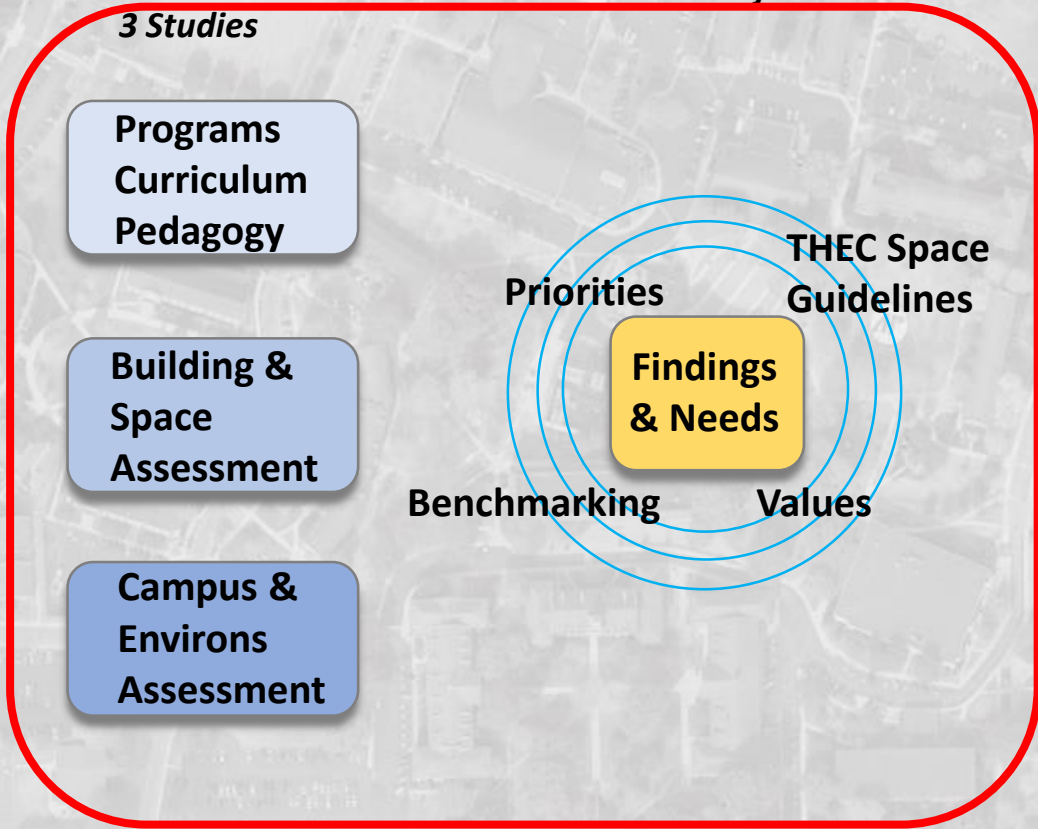 3 Studies
Programs
Curriculum
Pedagogy
Building &
Space
Assessment
Campus &
Environs
Assessment
Priorities
THEC Space
Guidelines
Findings
& Needs
Benchmarking
Values